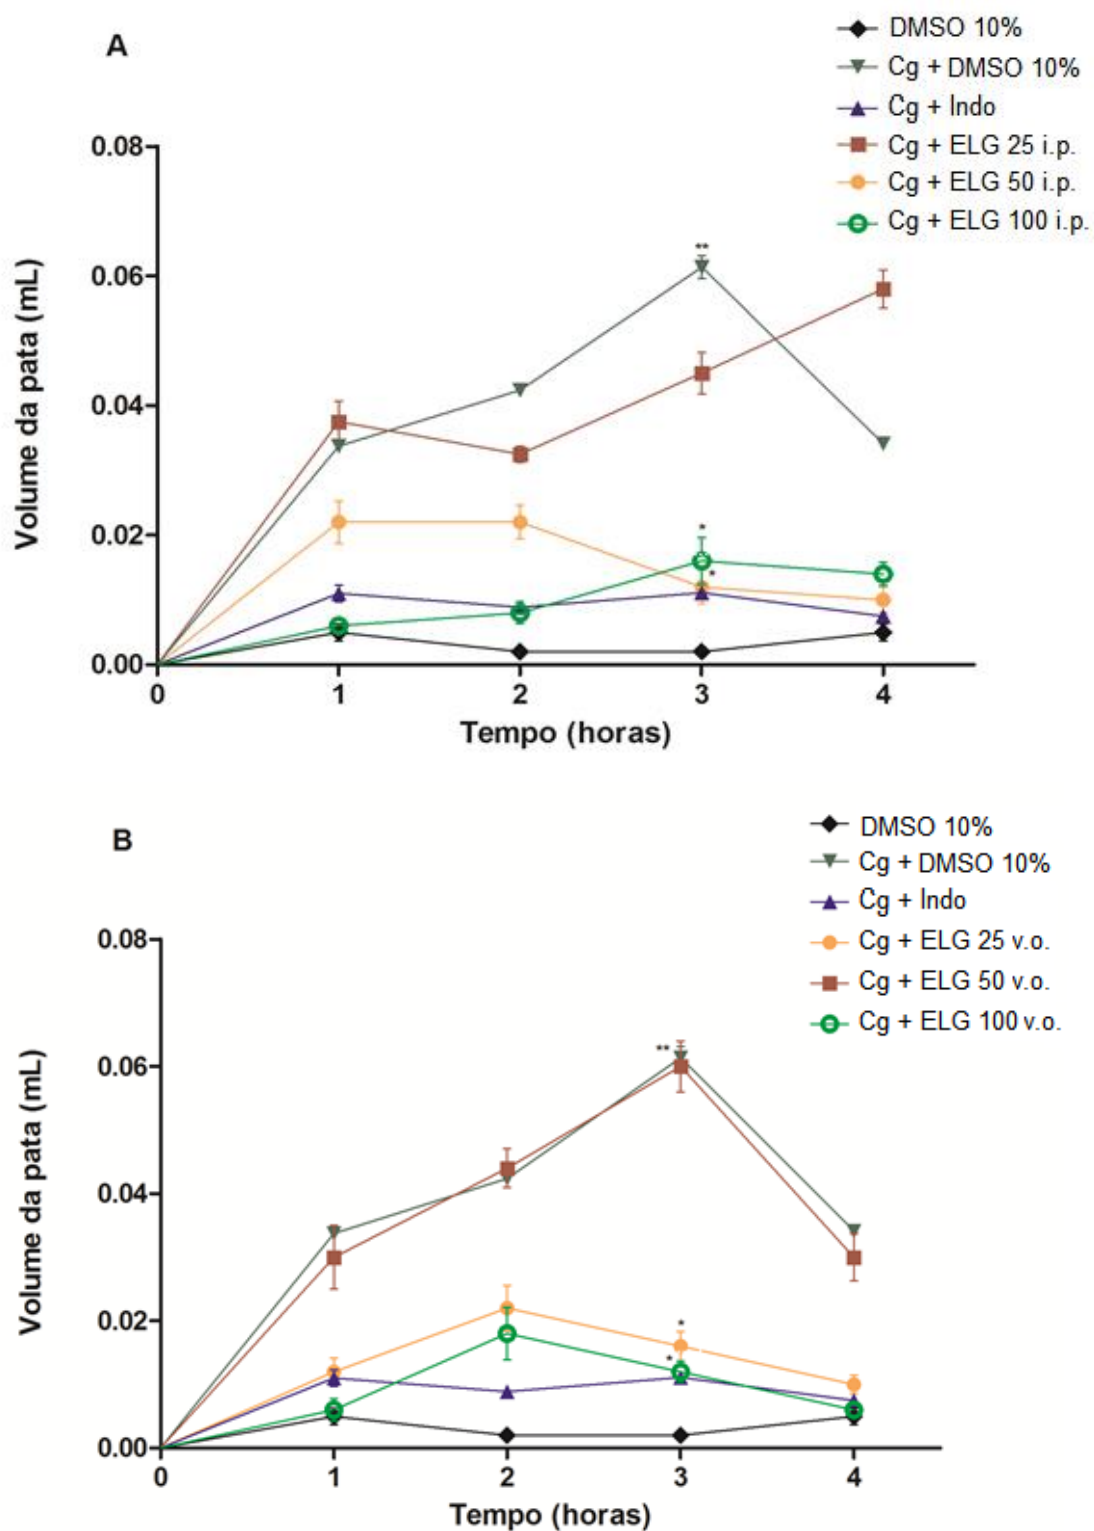 A
DMSO 10%
Cg + DMSO 10%
Cg + Indo
Cg + ELG 25 i.p.
Cg + ELG 50 i.p.
Cg + ELG 100 i.p.
Volume da pata (mL)
0.08
0.06
0.04
0.02
0.00
**
*
*
0 1 2 3 4
Tempo (horas)
B
DMSO 10%
Cg + DMSO 10%
Cg + Indo
Cg + ELG 25 v.o.
Cg + ELG 50 v.o.
Cg + ELG 100 v.o.
Volume da pata (mL)
0.08
0.06
0.04
0.02
0.00
**
*
*
0 1 2 3 4
Tempo (horas)